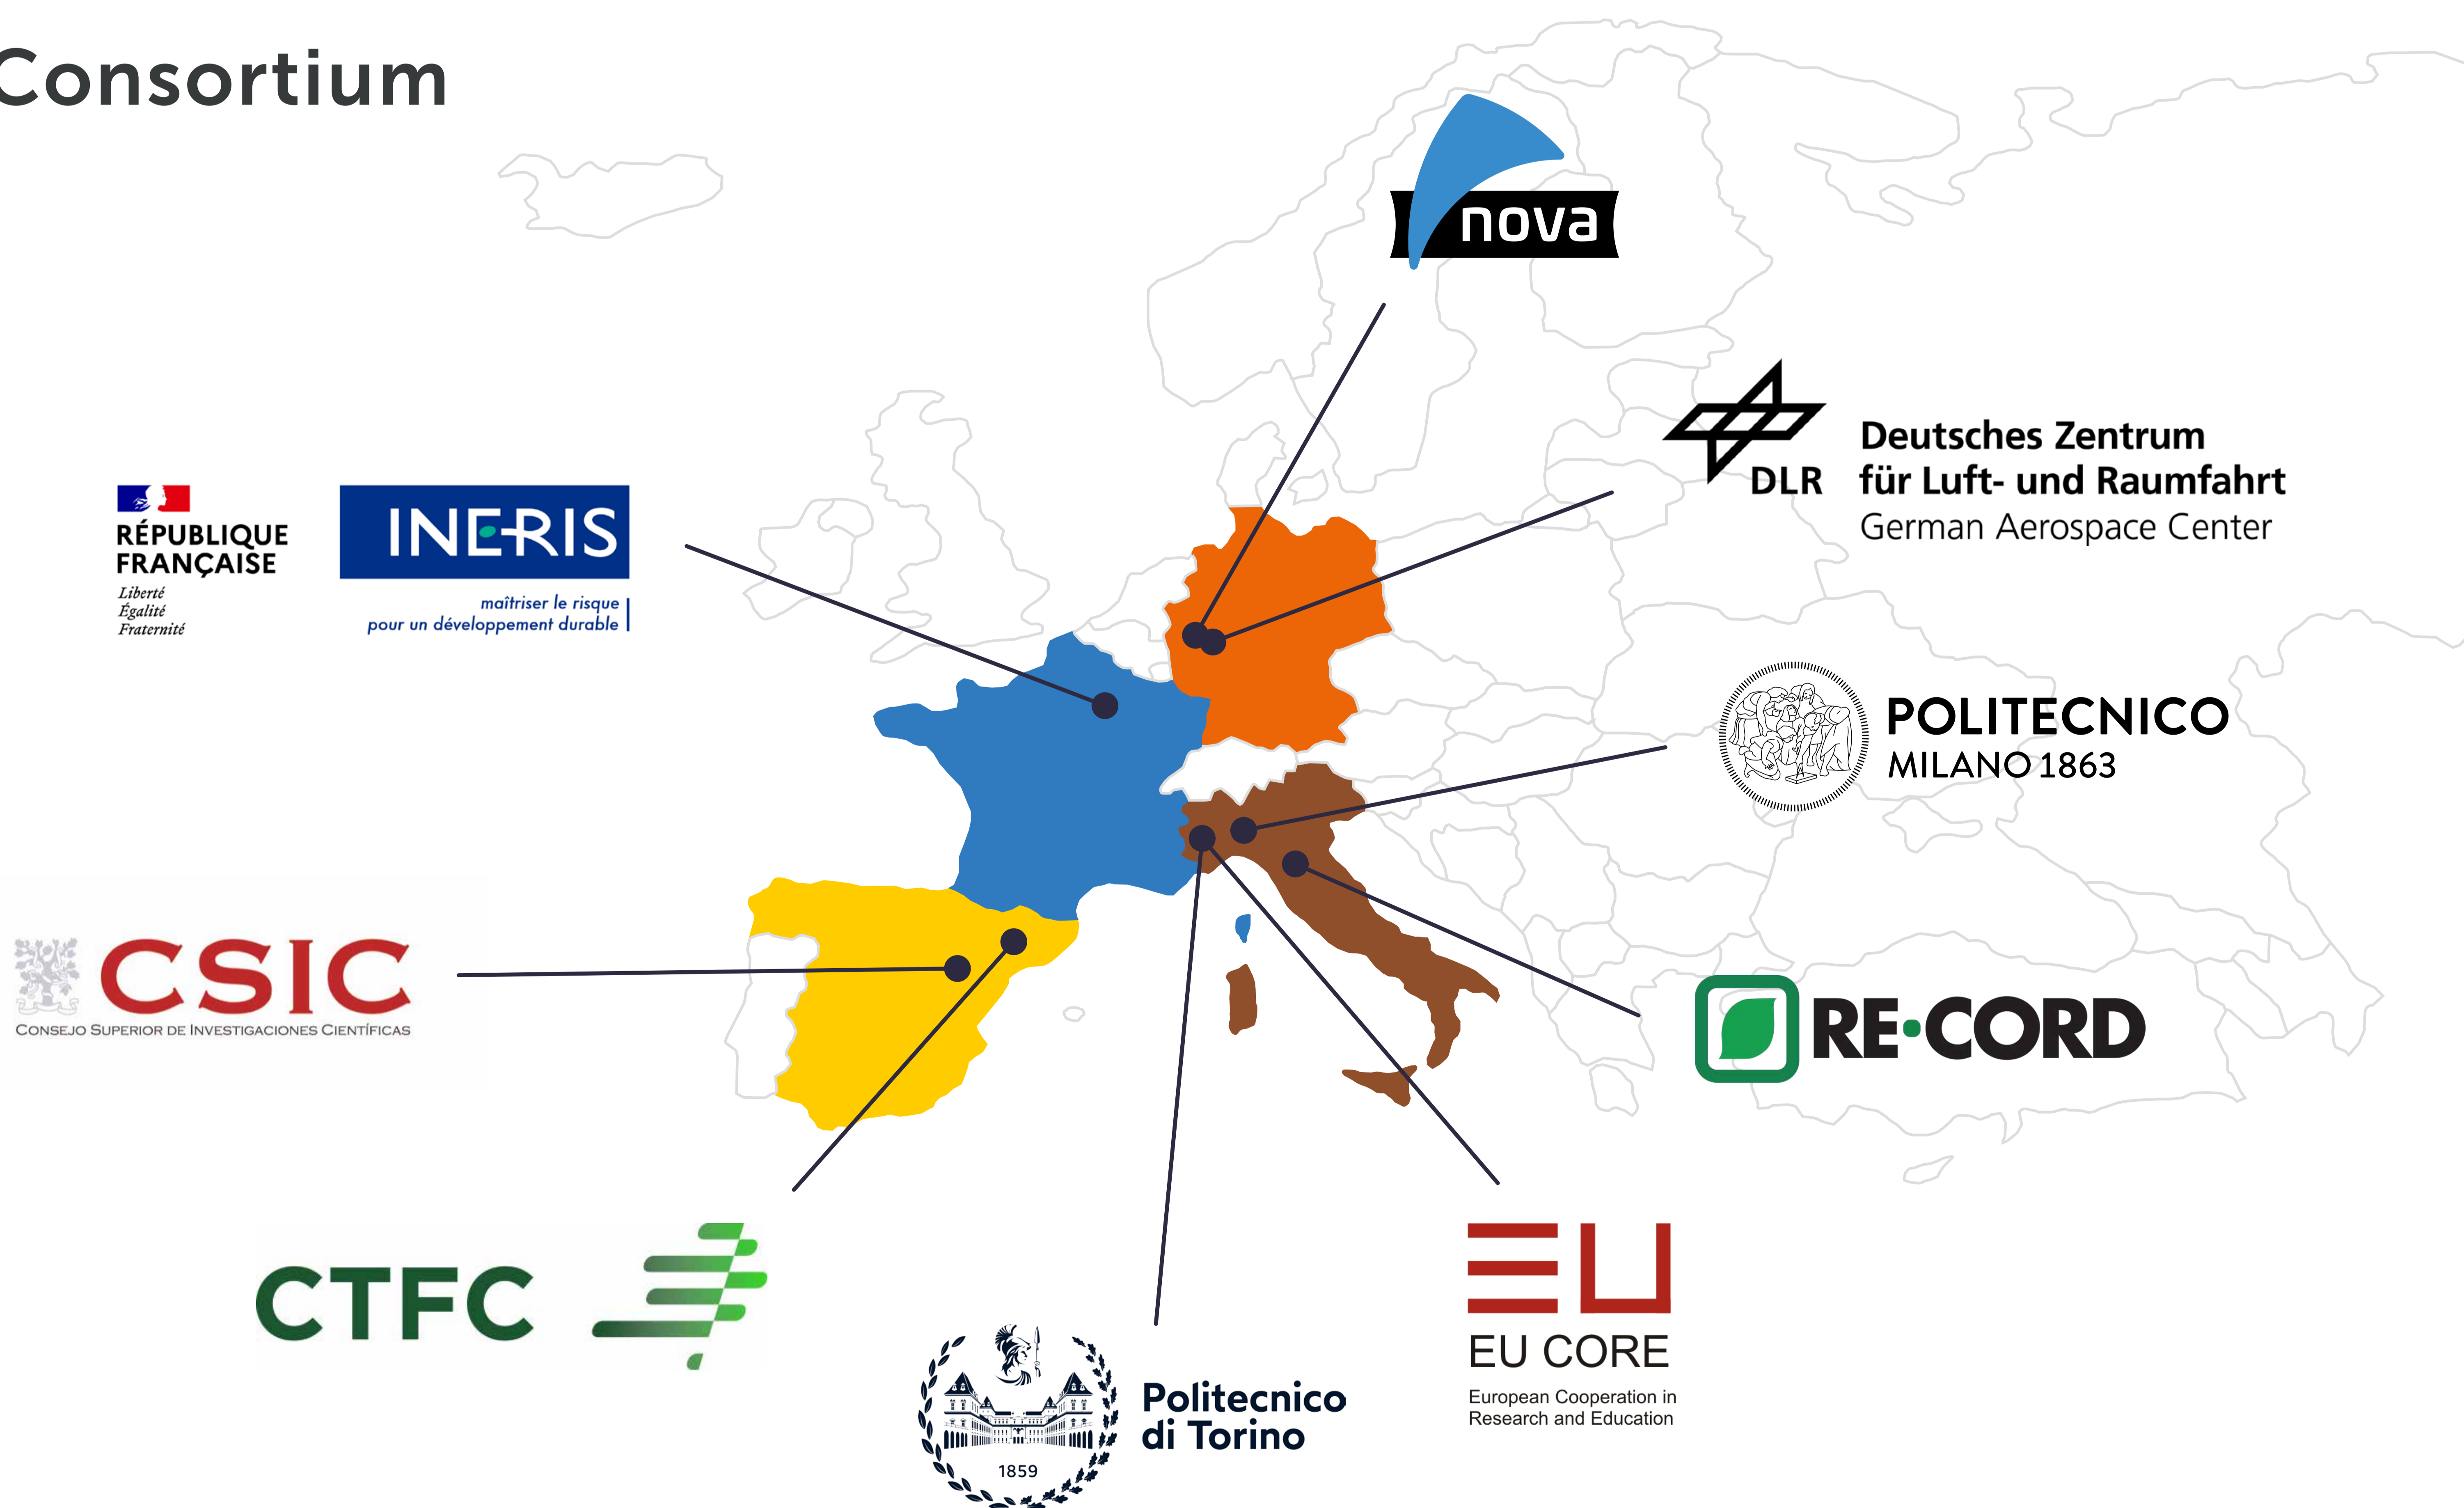 Consortium
nova
DLR
Deutsches Zentrum
für Luft- und Raumfahrt
German Aerospace Center
RÉPUBLIQUE
FRANÇAISE
Liberté
Égalité
Fraternité
INERIS
maîtriser le risque
pour un développement durable
POLITECNICO
MILANO 1863
CSIC
CONSEJO SUPERIOR DE INVESTIGACIONES CIENTÍFICAS
RE-CORD
CTFC
EU
EU CORE
European Cooperation in
Research and Education
Politecnico
di Torino
1859